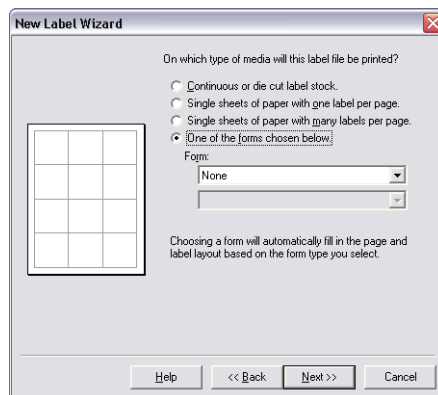 New Label Wizard
On which type of media will this label file be printed?
Continuous or die cut label stock.
Single sheets of paper with one label per page.
Single sheets of paper with many labels per page.
One of the forms chosen below.
Form:
None
Choosing a form will automatically fill in the page and
label layout based on the form type you select.
Help
<< Back
Next >>
Cancel